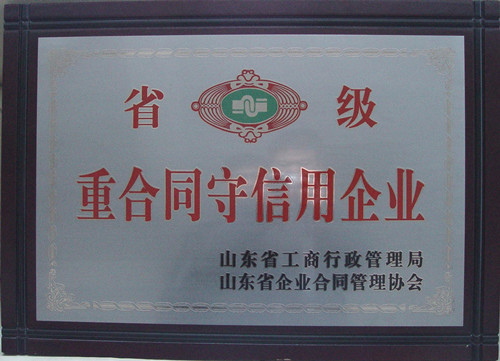 省 级
重合同守信用企业
山东省工商行政管理局
山东省企业合同管理协会